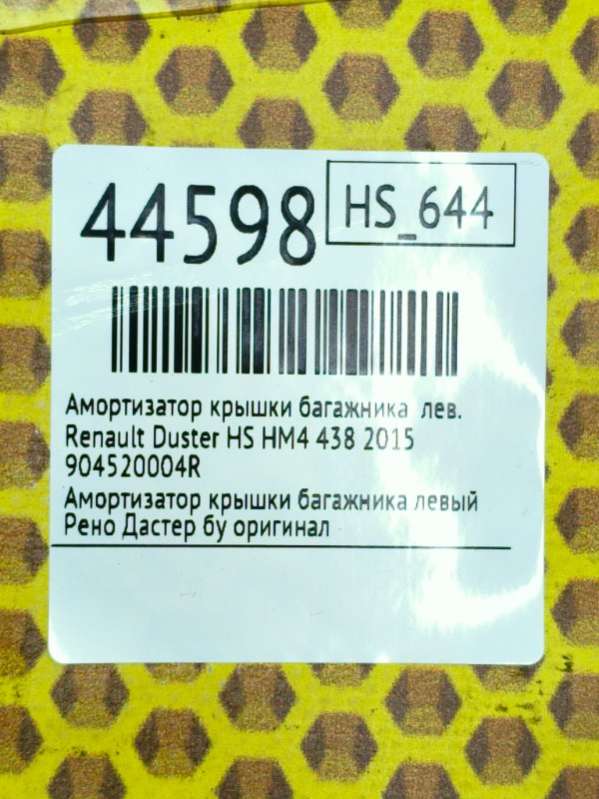 44598
HS_644
Амортизатор крышки багажника лев.
Renault Duster HS HM4 438 2015
904520004R
Амортизатор крышки багажника левый
Рено Дастер бу оригинал